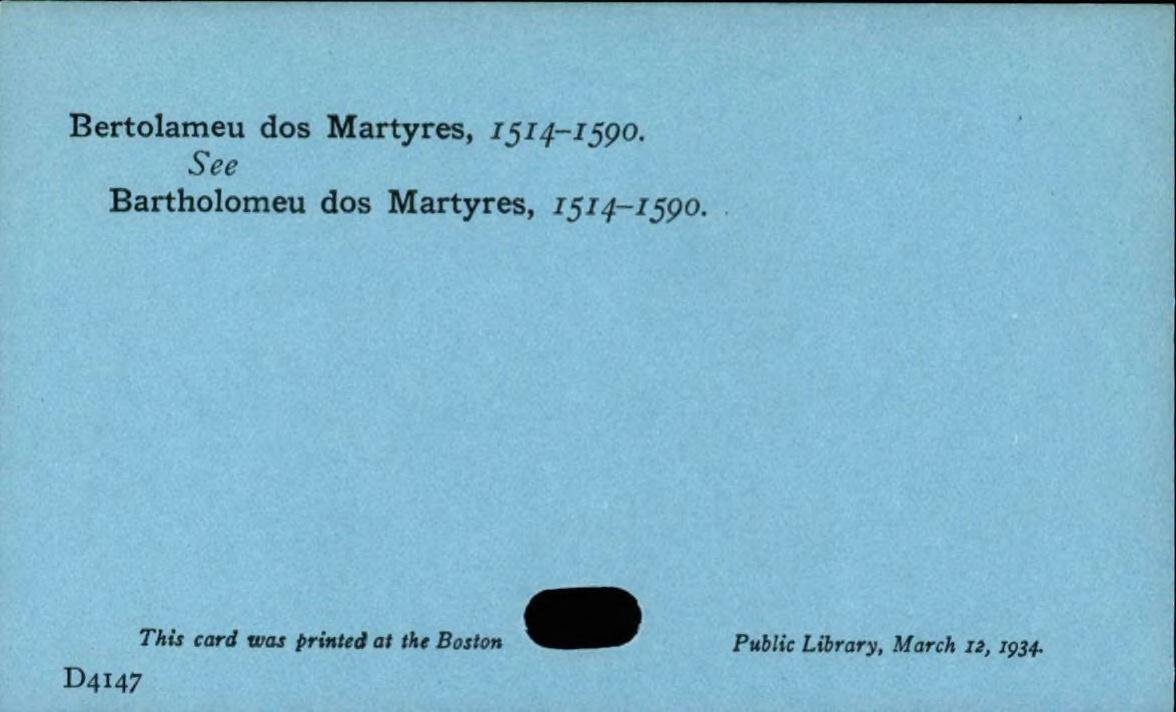 Bertolameu dos Martyres, 1514–1590.
See
Bartholomeu dos Martyres, 1514–1590.
This card was printed at the Boston Public Library, March 12, 1934.
D4147